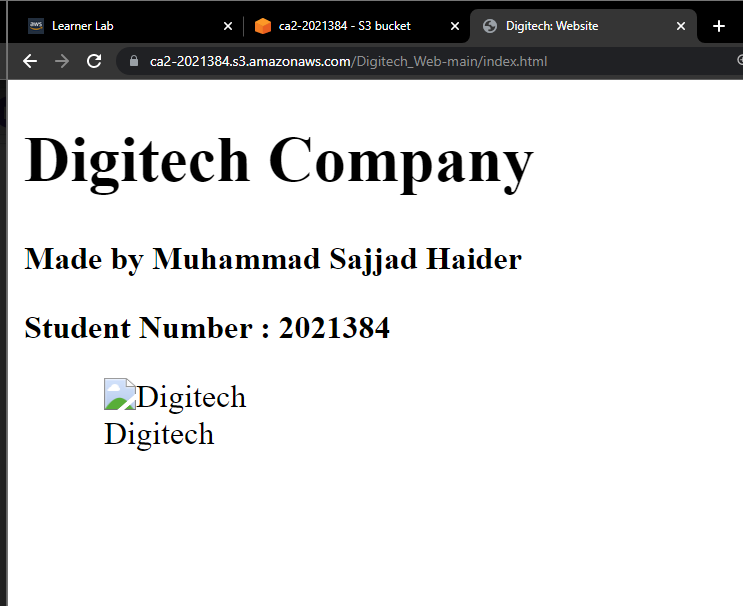 aws Learner Lab
ca2-2021384 - S3 bucket
Digitech: Website
ca2-2021384.s3.amazonaws.com/Digitech_Web-main/index.html
Digitech Company
Made by Muhammad Sajjad Haider
Student Number : 2021384
Digitech
Digitech